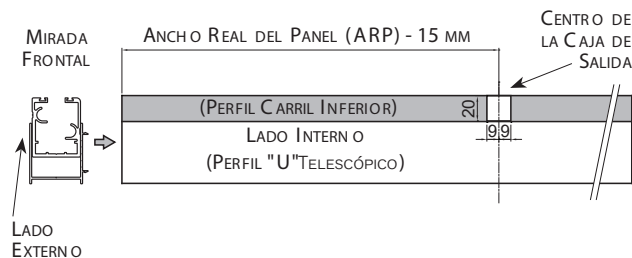 MIRADA
FRONTAL
ANCHO REAL DEL PANEL (ARP) - 15 MM
CENTRO DE
LA CAJA DE
SALIDA
(PERFIL CARRIL INFERIOR)
20
9 9
LADO INTERNO
(PERFIL "U"TELESCÓPICO)
LADO
EXTERNO